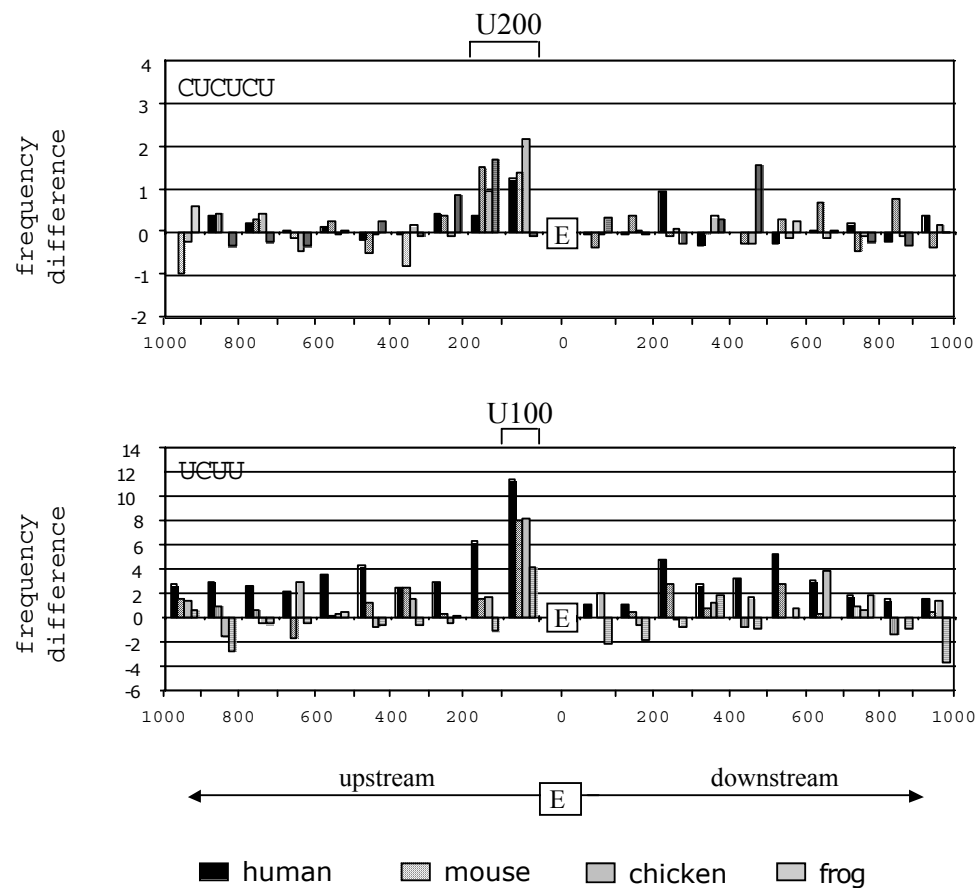 U200
4
CUCUCU
3
2
1
0
-1
-2
frequency
difference
E
1000 800 600 400 200 0 200 400 600 800 1000
U100
14
UCUU
12
10
8
6
4
2
0
-2
-4
-6
frequency
difference
E
1000 800 600 400 200 0 200 400 600 800 1000
upstream E downstream
human mouse chicken frog